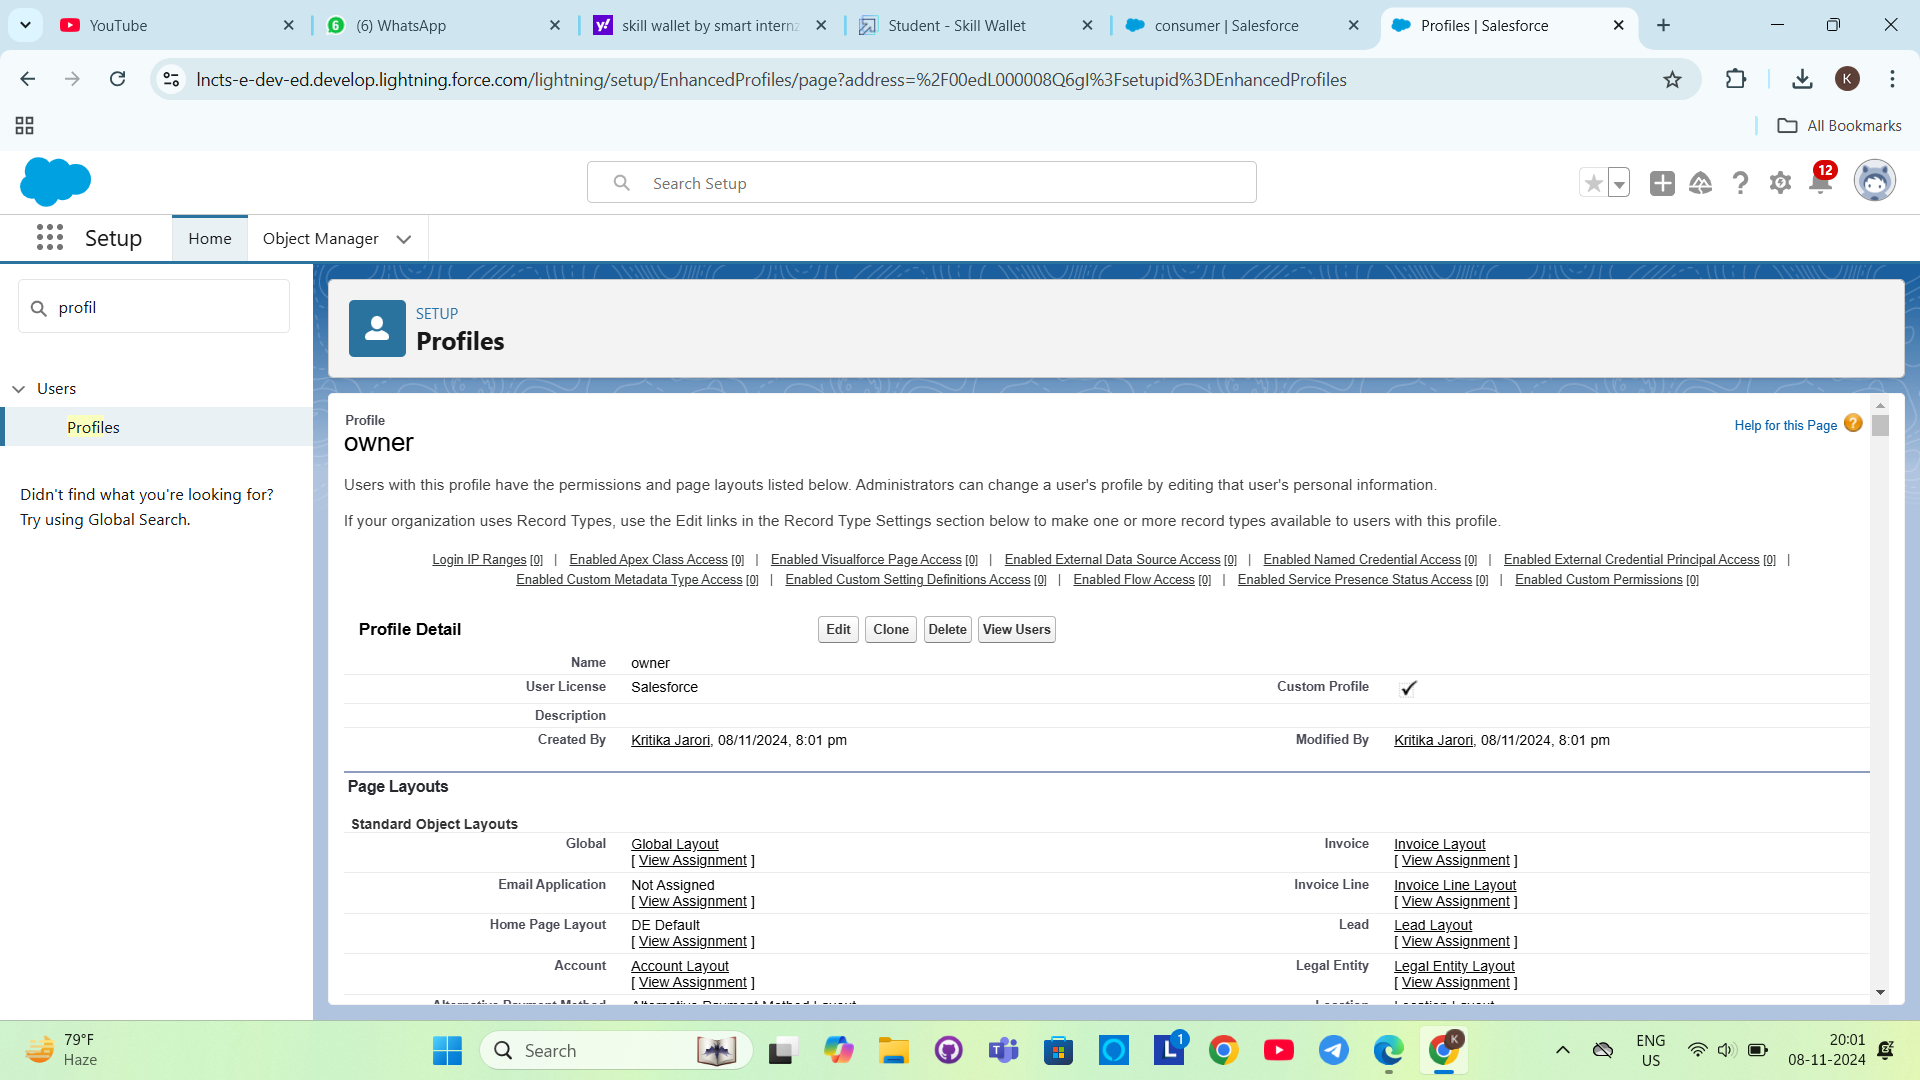 YouTube
(6) WhatsApp
skill wallet by smart internz
Student - Skill Wallet
consumer | Salesforce
Profiles | Salesforce
lncts-e-dev-ed.develop.lightning.force.com/lightning/setup/EnhancedProfiles/page?address=%2F00edL000008Q6gI%3Fsetupid%3DEnhancedProfiles
K
All Bookmarks
Search Setup
12
Setup
Home
Object Manager
profil
Users
Profiles
Didn't find what you're looking for?
Try using Global Search.
SETUP
Profiles
Profile
owner
Help for this Page
Users with this profile have the permissions and page layouts listed below. Administrators can change a user's profile by editing that user's personal information.
If your organization uses Record Types, use the Edit links in the Record Type Settings section below to make one or more record types available to users with this profile.
Login IP Ranges [0] | Enabled Apex Class Access [0] | Enabled Visualforce Page Access [0] | Enabled External Data Source Access [0] | Enabled Named Credential Access [0] | Enabled External Credential Principal Access [0] |
Enabled Custom Metadata Type Access [0] | Enabled Custom Setting Definitions Access [0] | Enabled Flow Access [0] | Enabled Service Presence Status Access [0] | Enabled Custom Permissions [0]
Profile Detail
Edit Clone Delete View Users
Name owner
User License Salesforce Custom Profile
Description
Created By Kritika Jarori, 08/11/2024, 8:01 pm Modified By Kritika Jarori, 08/11/2024, 8:01 pm
Page Layouts
Standard Object Layouts
Global Global Layout Invoice Invoice Layout
[ View Assignment ] [ View Assignment ]
Email Application Not Assigned Invoice Line Invoice Line Layout
[ View Assignment ] [ View Assignment ]
Home Page Layout DE Default Lead Lead Layout
[ View Assignment ] [ View Assignment ]
Account Account Layout Legal Entity Legal Entity Layout
[ View Assignment ] [ View Assignment ]
Alternative Payment Method Alternative Payment Method Layout Location Location Layout
79°F
Haze
Search
1
K
ENG
US
20:01
08-11-2024